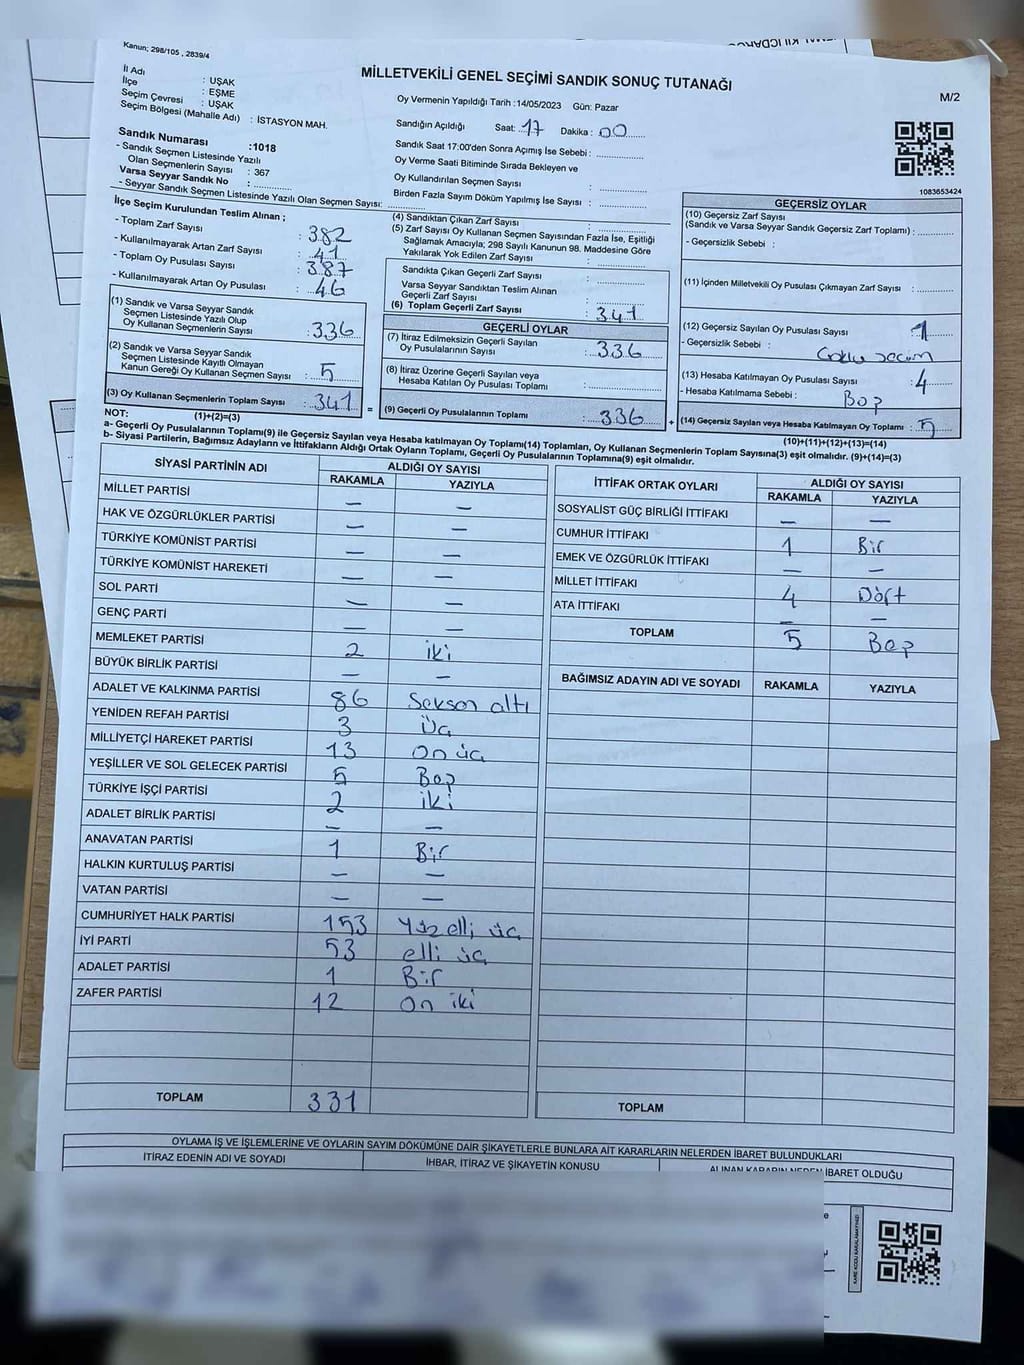 Kanun; 298/105 , 2839/4
MİLLETVEKİLİ GENEL SEÇİMİ SANDIK SONUÇ TUTANAĞI
M/2
İl Adı : UŞAK
İlçe : EŞME
Seçim Çevresi : UŞAK
Seçim Bölgesi (Mahalle Adı) : İSTASYON MAH.
Oy Vermenin Yapıldığı Tarih :14/05/2023 Gün: Pazar
Sandığın Açıldığı Saat: 17 Dakika : 00
Sandık Saat 17:00'den Sonra Açımış İse Sebebi :
Oy Verme Saati Bitiminde Sırada Bekleyen ve
Oy Kullandırılan Seçmen Sayısı :
Birden Fazla Sayım Döküm Yapılmış İse Sayısı :
Sandık Numarası :1018
- Sandık Seçmen Listesinde Yazılı
Olan Seçmenlerin Sayısı : 367
Varsa Seyyar Sandık No :
- Seyyar Sandık Seçmen Listesinde Yazılı Olan Seçmen Sayısı:
1083653424
İlçe Seçim Kurulundan Teslim Alınan ;
- Toplam Zarf Sayısı : 382
- Kullanılmayarak Artan Zarf Sayısı : 41
- Toplam Oy Pusulası Sayısı : 387
- Kullanılmayarak Artan Oy Pusulası : 46
(1) Sandık ve Varsa Seyyar Sandık
Seçmen Listesinde Yazılı Olup
Oy Kullanan Seçmenlerin Sayısı : 336
(2) Sandık ve Varsa Seyyar Sandık
Seçmen Listesinde Kayıtlı Olmayan
Kanun Gereği Oy Kullanan Seçmen Sayısı : 5
(3) Oy Kullanan Seçmenlerin Toplam Sayısı : 341
(4) Sandıktan Çıkan Zarf Sayısı :
(5) Zarf Sayısı Oy Kullanan Seçmen Sayısından Fazla İse, Eşitliği
Sağlamak Amacıyla; 298 Sayılı Kanunun 98. Maddesine Göre
Yakılarak Yok Edilen Zarf Sayısı :
Sandıkta Çıkan Geçerli Zarf Sayısı :
Varsa Seyyar Sandıktan Teslim Alınan
Geçerli Zarf Sayısı :
(6) Toplam Geçerli Zarf Sayısı : 341
GEÇERLİ OYLAR
(7) İtiraz Edilmeksizin Geçerli Sayılan
Oy Pusulalarının Sayısı : 336
(8) İtiraz Üzerine Geçerli Sayılan veya
Hesaba Katılan Oy Pusulası Toplamı :
= (9) Geçerli Oy Pusulalarının Toplamı : 336 +
GEÇERSİZ OYLAR
(10) Geçersiz Zarf Sayısı
(Sandık ve Varsa Seyyar Sandık Geçersiz Zarf Toplamı) :
- Geçersizlik Sebebi :
(11) İçinden Milletvekili Oy Pusulası Çıkmayan Zarf Sayısı :
(12) Geçersiz Sayılan Oy Pusulası Sayısı : 1
- Geçersizlik Sebebi : Çoklu seçim
(13) Hesaba Katılmayan Oy Pusulası Sayısı : 4
- Hesaba Katılmama Sebebi : Boş
(14) Geçersiz Sayılan veya Hesaba Katılmayan Oy Toplamı : 5
NOT: (1)+(2)=(3) (10)+(11)+(12)+(13)=(14)
a- Geçerli Oy Pusulalarının Toplamı(9) ile Geçersiz Sayılan veya Hesaba katılmayan Oy Toplamı(14) Toplamları, Oy Kullanan Seçmenlerin Toplam Sayısına(3) eşit olmalıdır. (9)+(14)=(3)
b- Siyasi Partilerin, Bağımsız Adayların ve İttifakların Aldığı Ortak Oyların Toplamı, Geçerli Oy Pusulalarının Toplamına(9) eşit olmalıdır.
SİYASİ PARTİNİN ADI ALDIĞI OY SAYISI
RAKAMLA YAZIYLA
MİLLET PARTİSİ — —
HAK VE ÖZGÜRLÜKLER PARTİSİ — —
TÜRKİYE KOMÜNİST PARTİSİ — —
TÜRKİYE KOMÜNİST HAREKETİ — —
SOL PARTİ — —
GENÇ PARTİ — —
MEMLEKET PARTİSİ 2 iki
BÜYÜK BİRLİK PARTİSİ — —
ADALET VE KALKINMA PARTİSİ 86 Seksen altı
YENİDEN REFAH PARTİSİ 3 Üç
MİLLİYETÇİ HAREKET PARTİSİ 13 On üç
YEŞİLLER VE SOL GELECEK PARTİSİ 5 Beş
TÜRKİYE İŞÇİ PARTİSİ 2 iki
ADALET BİRLİK PARTİSİ — —
ANAVATAN PARTİSİ 1 Bir
HALKIN KURTULUŞ PARTİSİ — —
VATAN PARTİSİ — —
CUMHURİYET HALK PARTİSİ 153 Yüz elli üç
İYİ PARTİ 53 elli üç
ADALET PARTİSİ 1 Bir
ZAFER PARTİSİ 12 On iki
TOPLAM 331
İTTİFAK ORTAK OYLARI ALDIĞI OY SAYISI
RAKAMLA YAZIYLA
SOSYALİST GÜÇ BİRLİĞİ İTTİFAKI — —
CUMHUR İTTİFAKI 1 Bir
EMEK VE ÖZGÜRLÜK İTTİFAKI — —
MİLLET İTTİFAKI 4 Dört
ATA İTTİFAKI — —
TOPLAM 5 Beş
BAĞIMSIZ ADAYIN ADI VE SOYADI RAKAMLA YAZIYLA
TOPLAM
OYLAMA İŞ VE İŞLEMLERİNE VE OYLARIN SAYIM DÖKÜMÜNE DAİR ŞİKAYETLERLE BUNLARA AİT KARARLARIN NELERDEN İBARET BULUNDUKLARI
İTİRAZ EDENİN ADI VE SOYADI İHBAR, İTİRAZ VE ŞİKAYETİN KONUSU ALINAN KARARIN NEDEN İBARET OLDUĞU